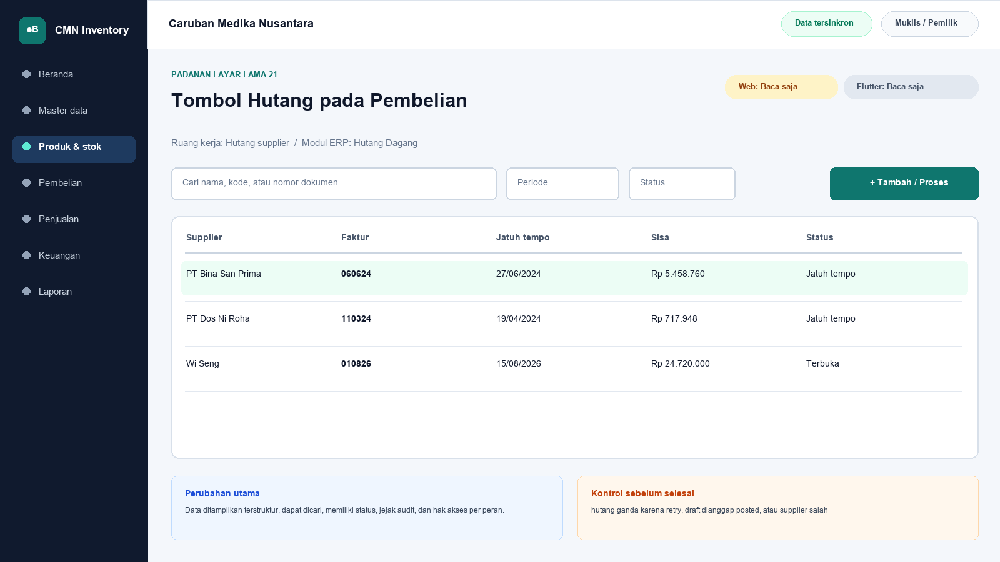 eB
CMN Inventory
Beranda
Master data
Produk & stok
Pembelian
Penjualan
Keuangan
Laporan
Caruban Medika Nusantara
Data tersinkron
Muklis / Pemilik
PADANAN LAYAR LAMA 21
Tombol Hutang pada Pembelian
Web: Baca saja
Flutter: Baca saja
Ruang kerja: Hutang supplier / Modul ERP: Hutang Dagang
Cari nama, kode, atau nomor dokumen
Periode
Status
+ Tambah / Proses
Supplier Faktur Jatuh tempo Sisa Status
PT Bina San Prima 060624 27/06/2024 Rp 5.458.760 Jatuh tempo
PT Dos Ni Roha 110324 19/04/2024 Rp 717.948 Jatuh tempo
Wi Seng 010826 15/08/2026 Rp 24.720.000 Terbuka
Perubahan utama
Data ditampilkan terstruktur, dapat dicari, memiliki status, jejak audit, dan hak akses per peran.
Kontrol sebelum selesai
hutang ganda karena retry, draft dianggap posted, atau supplier salah